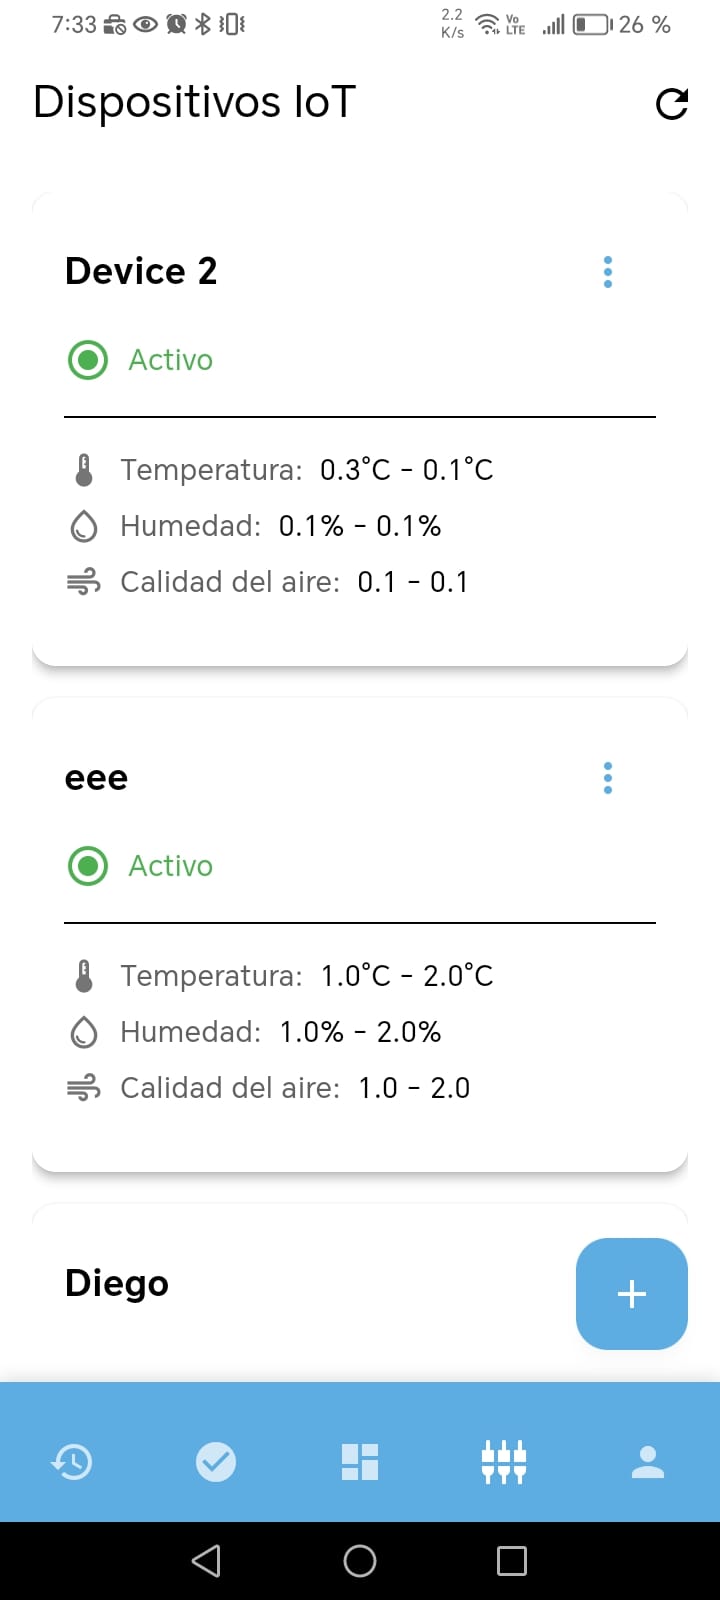 7:33
2.2 K/s
Vo LTE
26 %
Dispositivos IoT
Device 2
Activo
Temperatura: 0.3°C - 0.1°C
Humedad: 0.1% - 0.1%
Calidad del aire: 0.1 - 0.1
eee
Activo
Temperatura: 1.0°C - 2.0°C
Humedad: 1.0% - 2.0%
Calidad del aire: 1.0 - 2.0
Diego
+